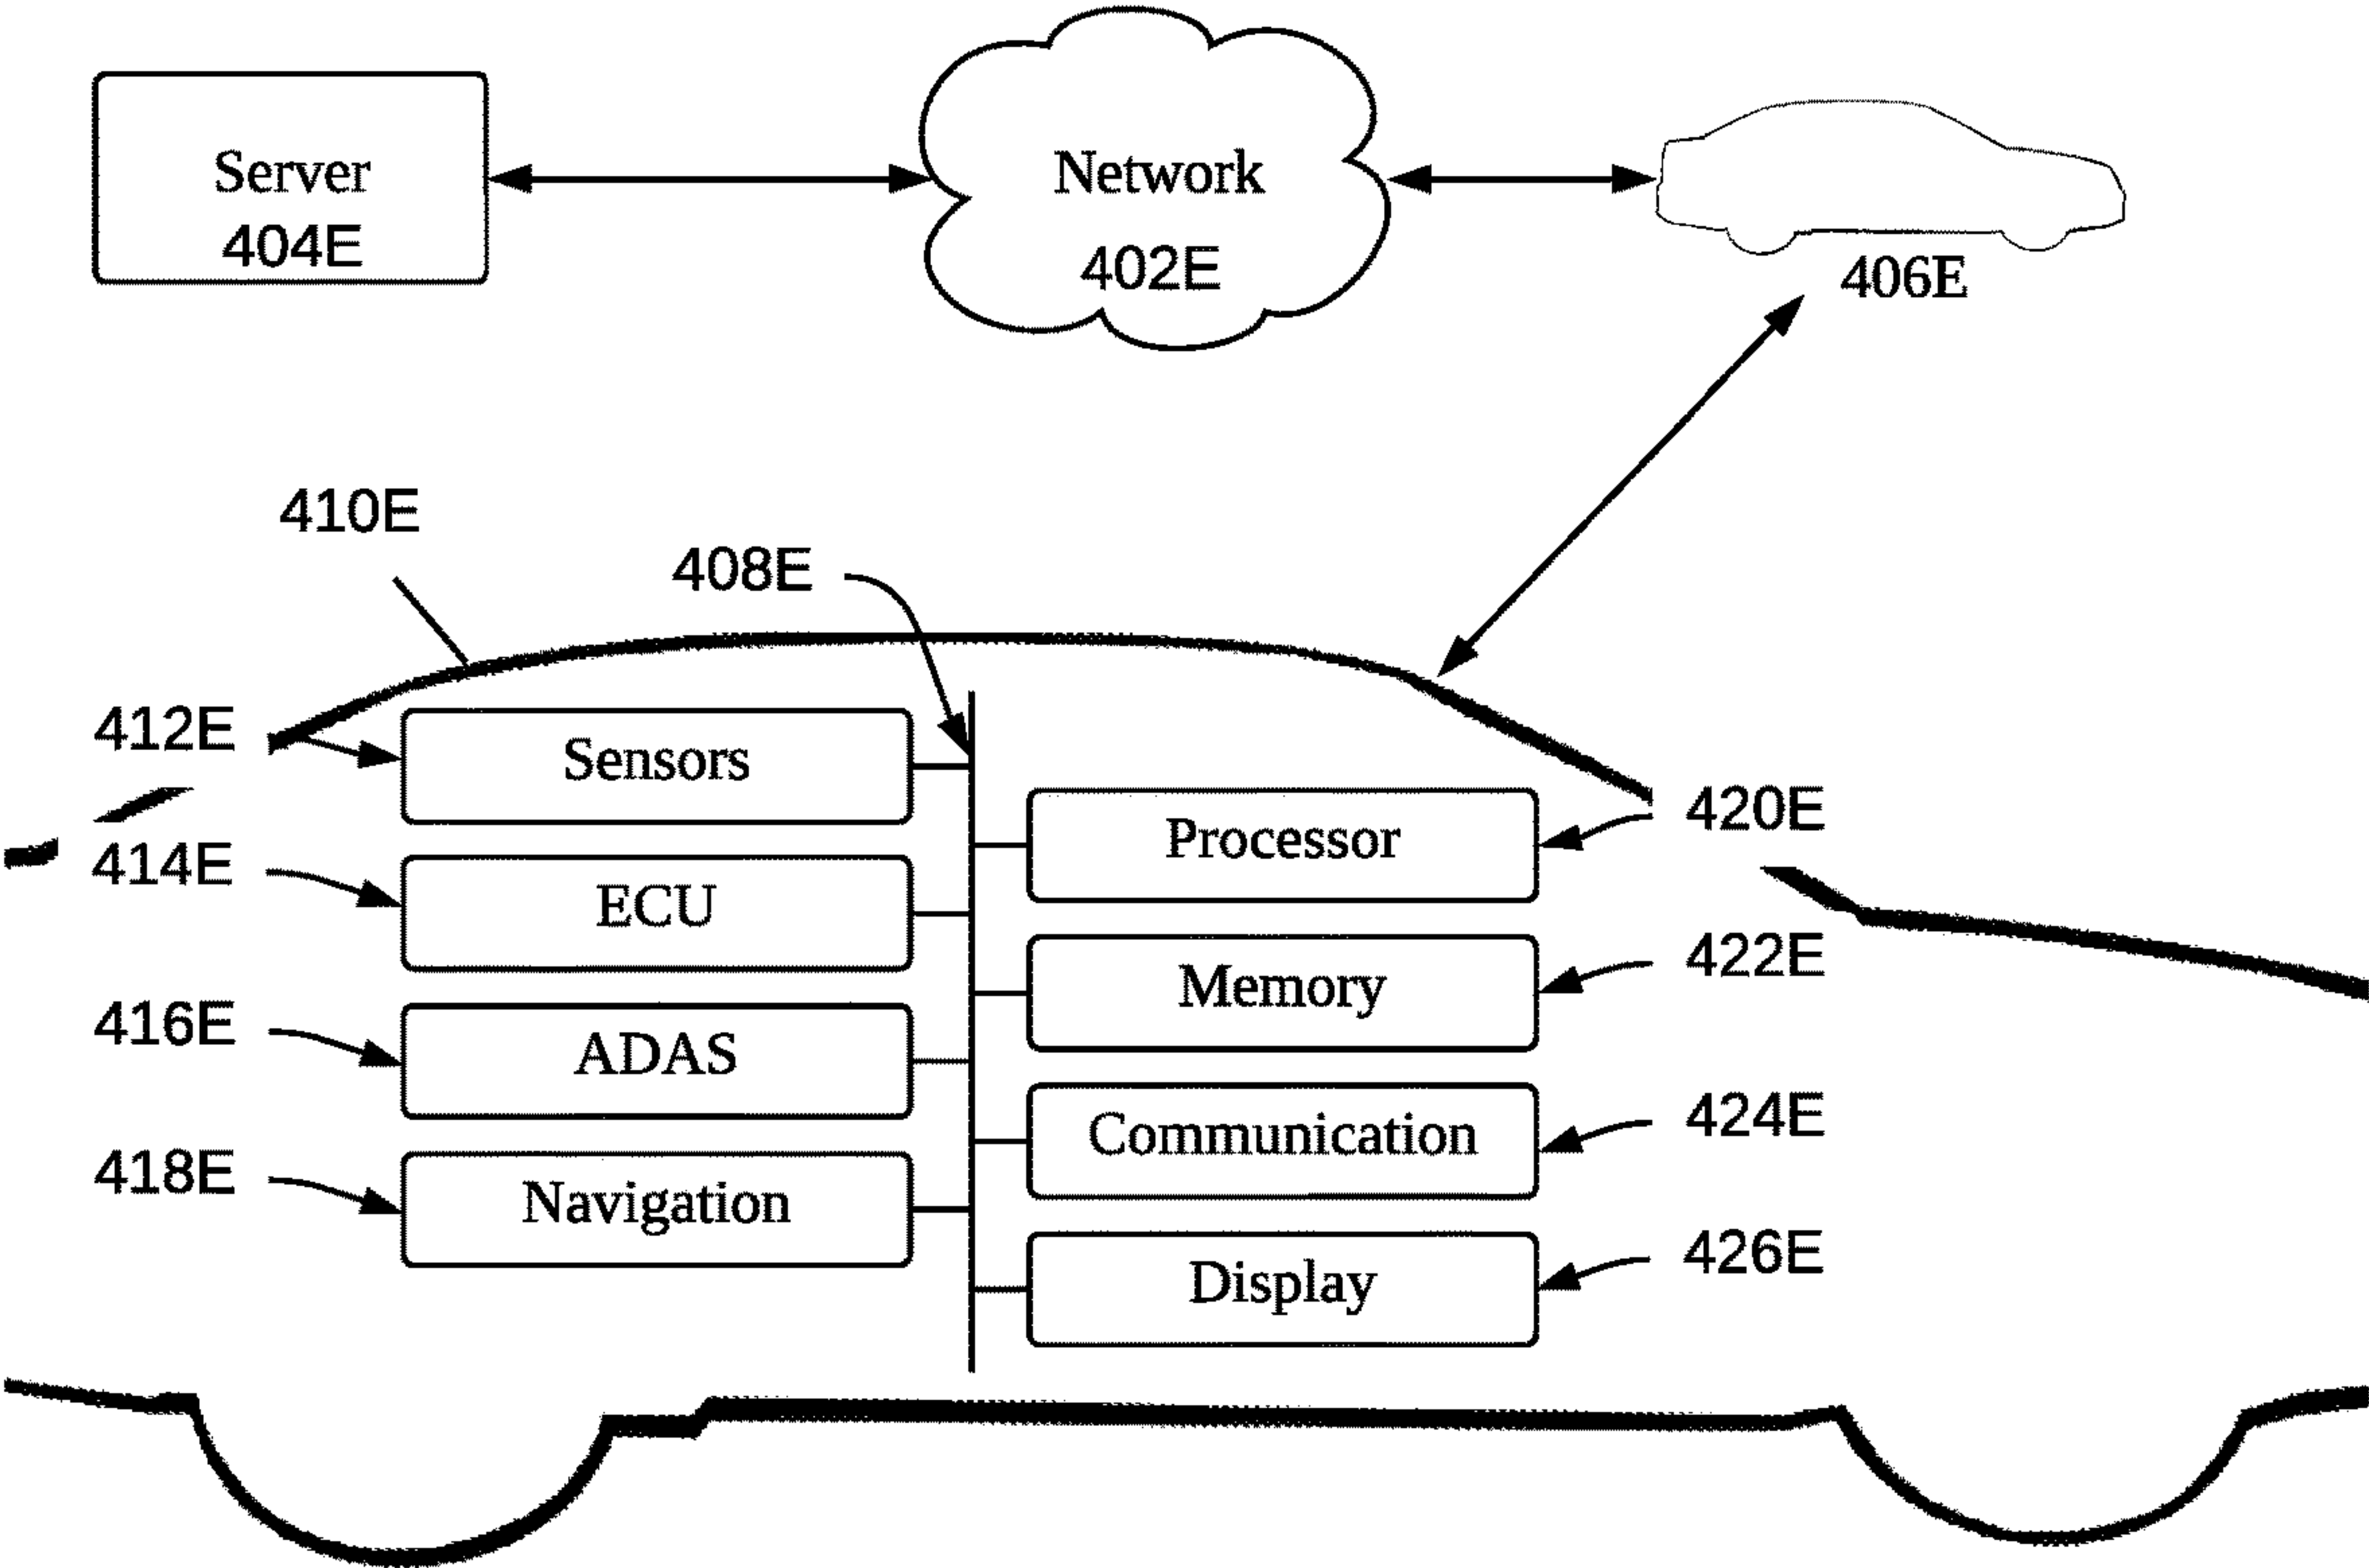 Server
404E
Network
402E
406E
410E
408E
412E
Sensors
414E
ECU
416E
ADAS
418E
Navigation
Processor
420E
Memory
422E
Communication
424E
Display
426E